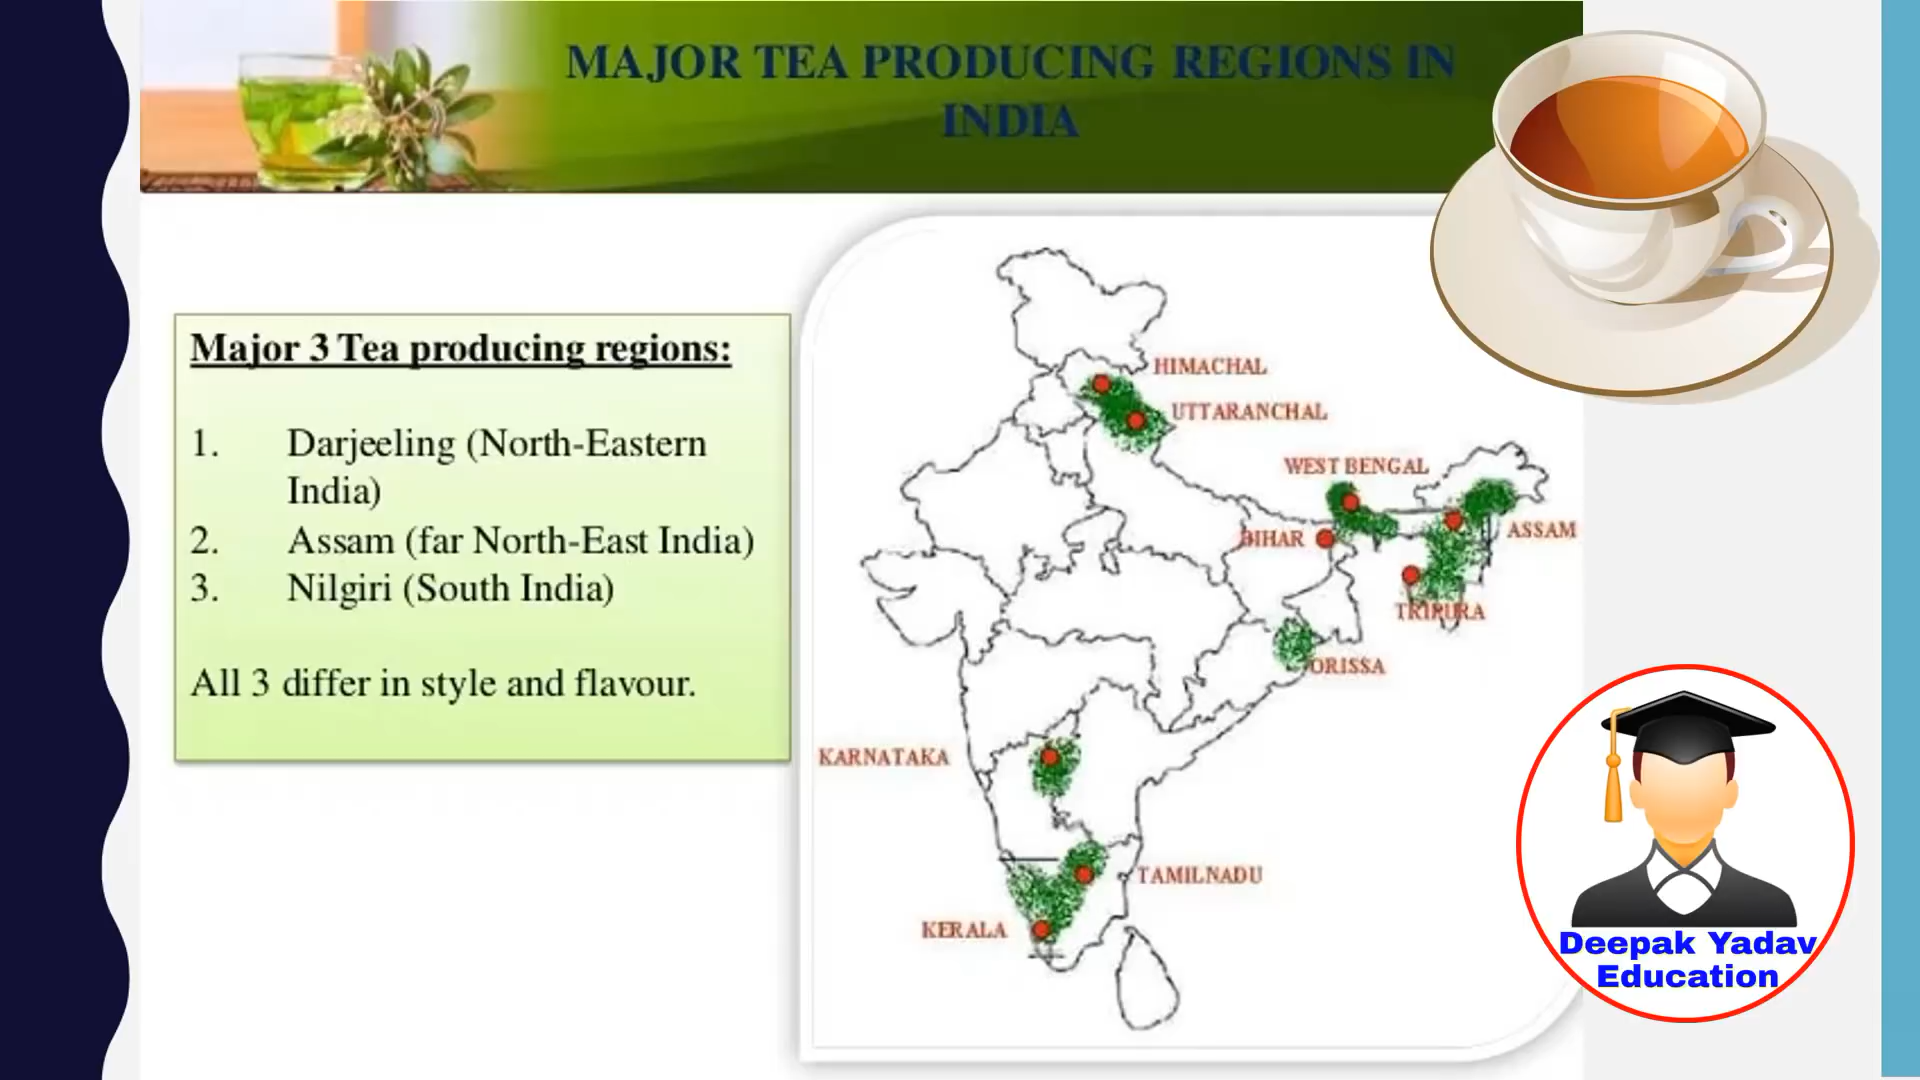 MAJOR TEA PRODUCING REGIONS IN
INDIA
Major 3 Tea producing regions:
1. Darjeeling (North-Eastern
India)
2. Assam (far North-East India)
3. Nilgiri (South India)
All 3 differ in style and flavour.
HIMACHAL
UTTARANCHAL
WEST BENGAL
ASSAM
BIHAR
TRIPURA
ORISSA
KARNATAKA
TAMILNADU
KERALA
Deepak Yadav
Education